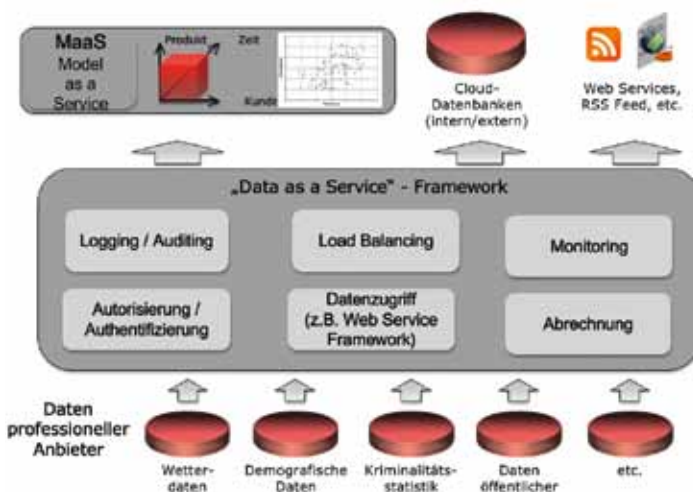 MaaS
Model
as a
Service
Produkt
Zeit
Kunde
Cloud-
Datenbanken
(intern/extern)
Web Services,
RSS Feed, etc.
„Data as a Service“ - Framework
Logging / Auditing
Load Balancing
Monitoring
Autorisierung /
Authentifizierung
Datenzugriff
(z.B. Web Service
Framework)
Abrechnung
Daten
professioneller
Anbieter
Wetter-
daten
Demografische
Daten
Kriminalitäts-
statistik
Daten
öffentlicher
etc.